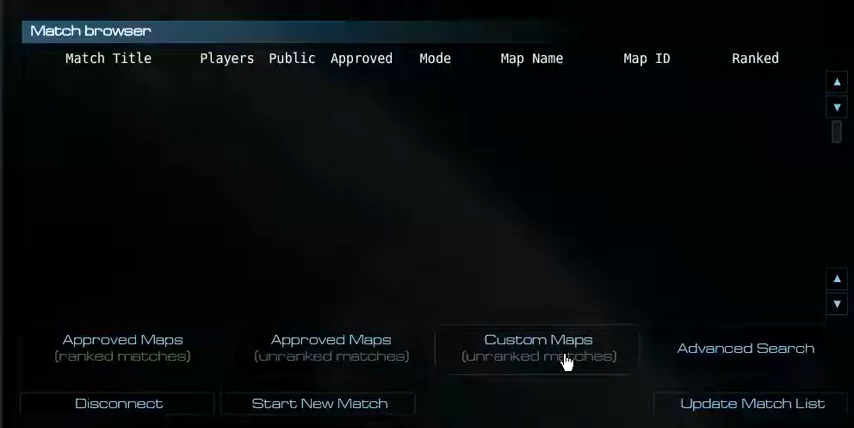 Match browser
Match Title Players Public Approved Mode Map Name Map ID Ranked
Approved Maps
(ranked matches)
Approved Maps
(unranked matches)
Custom Maps
(unranked matches)
Advanced Search
Disconnect
Start New Match
Update Match List